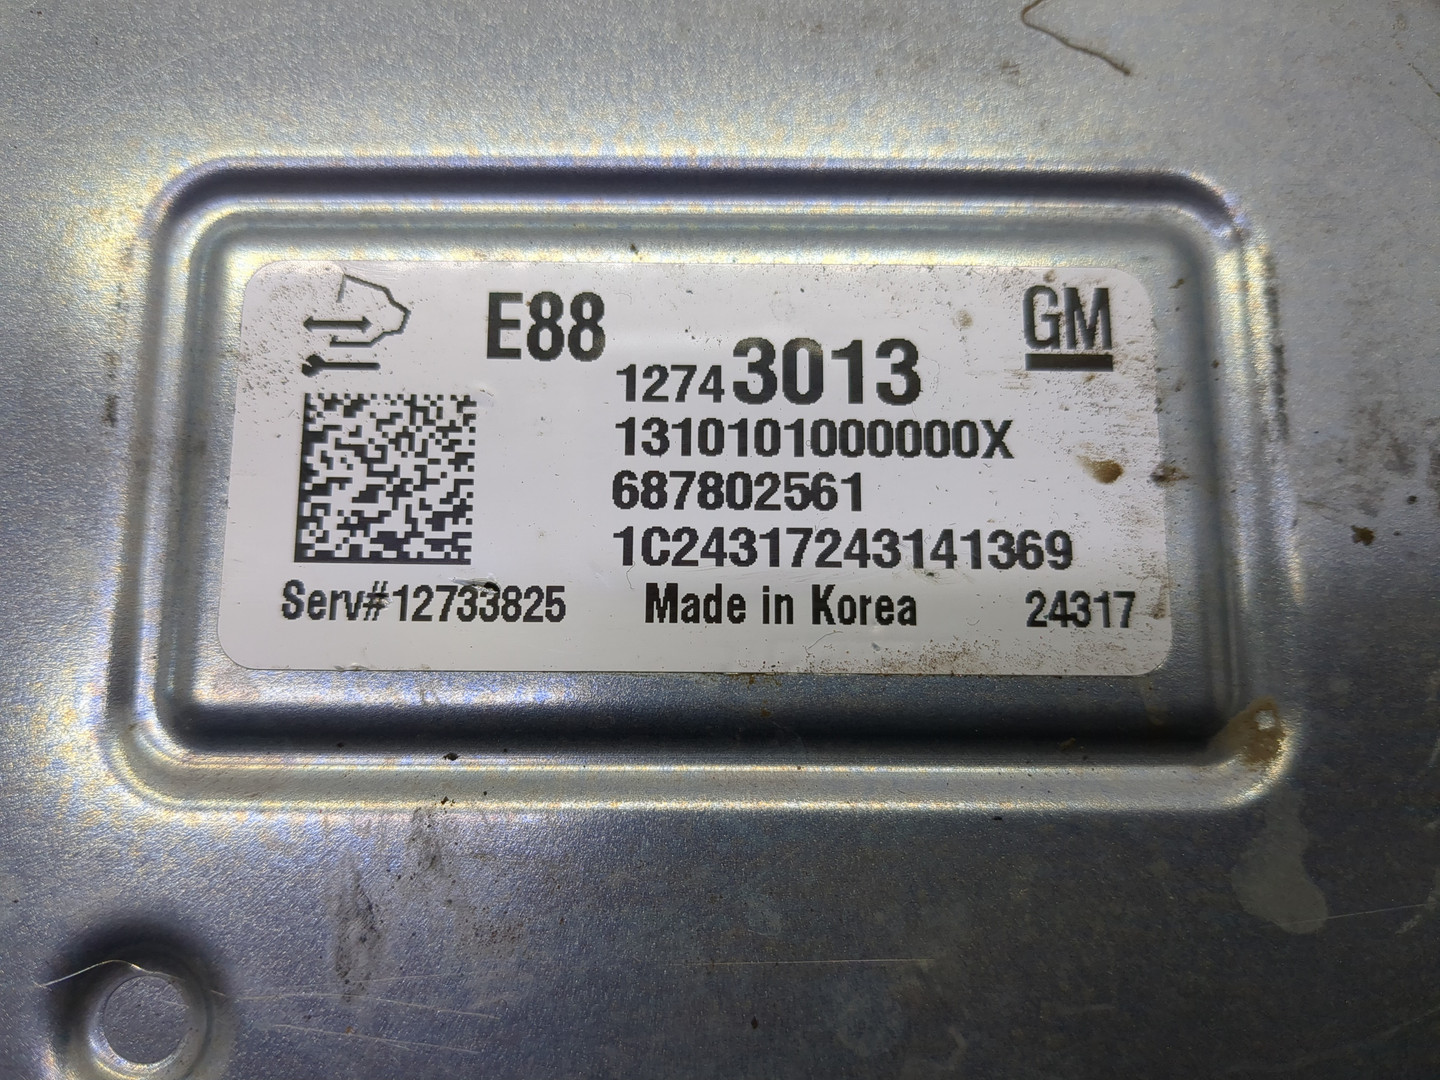 E88
GM
12743013
1310101000000X
687802561
1C24317243141369
Serv#12733825 Made in Korea 24317